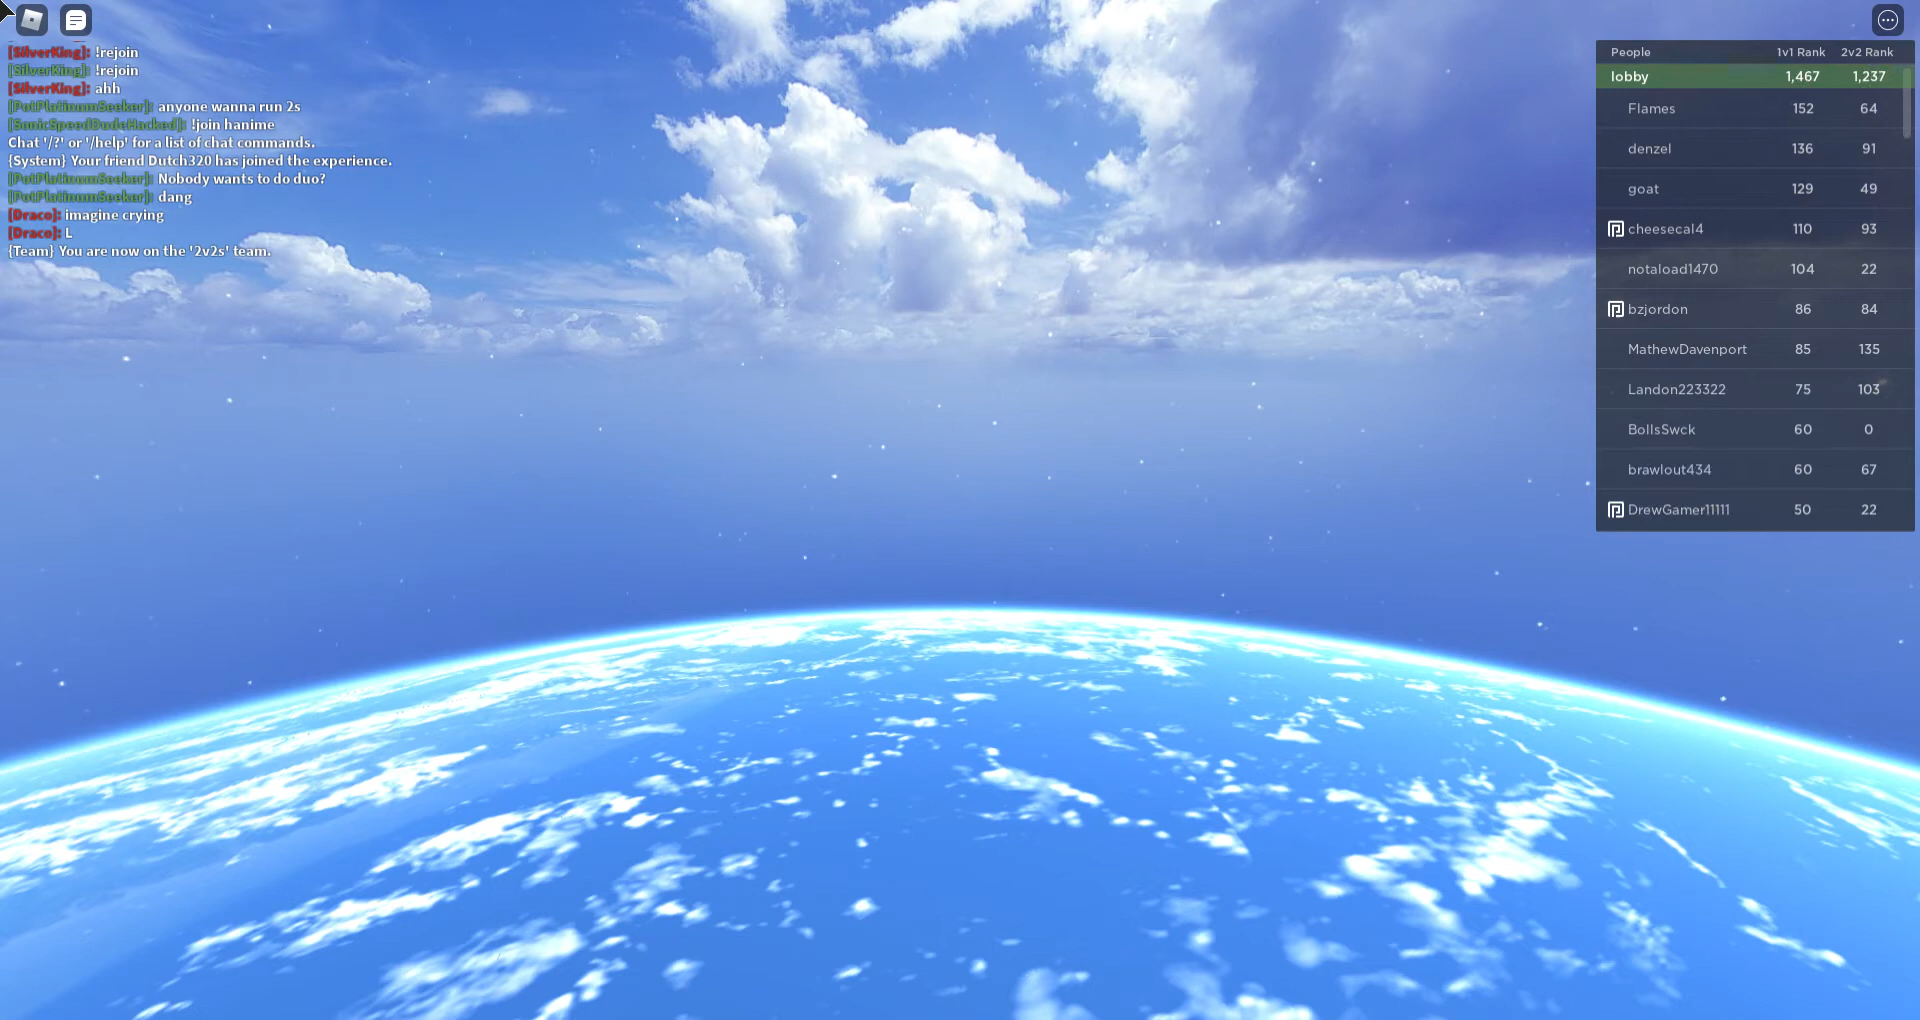 [SilverKing]: !rejoin
[SilverKing]: !rejoin
[SilverKing]: ahh
[PotPlatinumSeeker]: anyone wanna run 2s
[SonicSpeedDudeHacked]: !join hanime
Chat '/?' or '/help' for a list of chat commands.
{System} Your friend Dutch320 has joined the experience.
[PotPlatinumSeeker]: Nobody wants to do duo?
[PotPlatinumSeeker]: dang
[Draco]: imagine crying
[Draco]: L
{Team} You are now on the '2v2s' team.
People 1v1 Rank 2v2 Rank
lobby 1,467 1,237
Flames 152 64
denzel 136 91
goat 129 49
cheesecal4 110 93
notaload1470 104 22
bzjordon 86 84
MathewDavenport 85 135
Landon223322 75 103
BollsSwck 60 0
brawlout434 60 67
DrewGamer11111 50 22